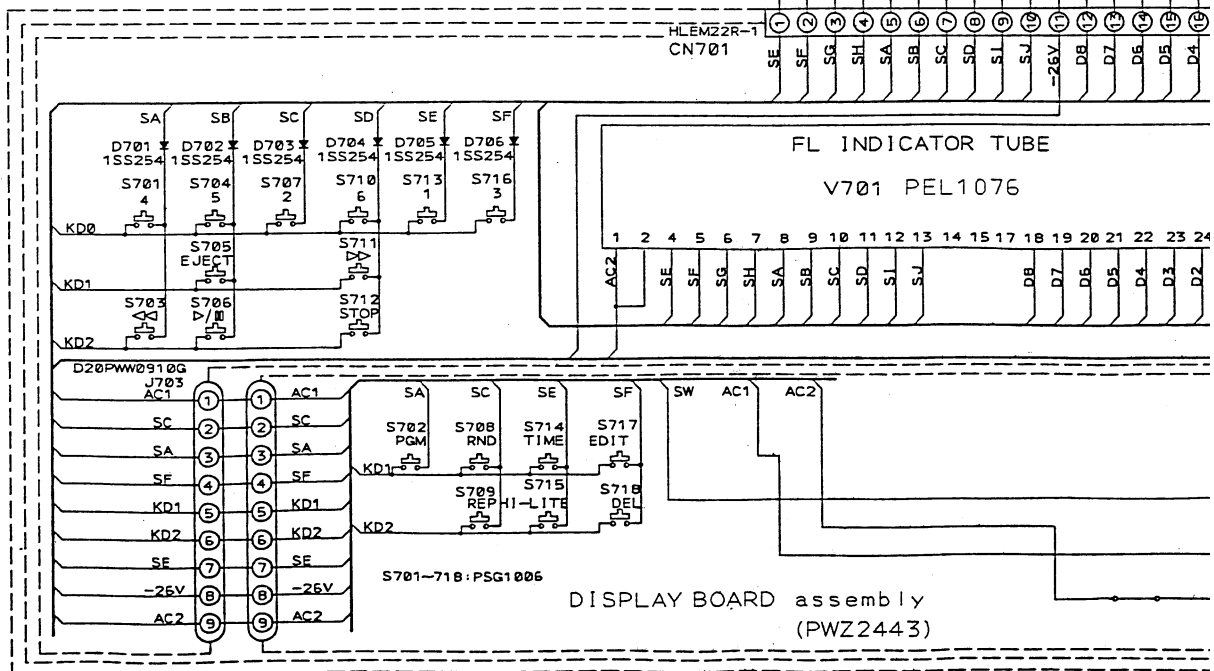 HLEM22R-1
CN701
1 2 3 4 5 6 7 8 9 10 11 12 13 14 15 16
SE SF SG SH SA SB SC SD SI SJ -26V D8 D7 D6 D5 D4
SA SB SC SD SE SF
D701 D702 D703 D704 D705 D706
1SS254 1SS254 1SS254 1SS254 1SS254 1SS254
S701 S704 S707 S710 S713 S716
4 5 2 6 1 3
KD0
S705 S711
EJECT ▷▷
KD1
S703 S706 S712
◁◁ ▷/▯▯ STOP
KD2
FL INDICATOR TUBE
V701 PEL1076
1 2 4 5 6 7 8 9 10 11 12 13 14 15 17 18 19 20 21 22 23 24
AC2 SE SF SG SH SA SB SC SD SI SJ D8 D7 D6 D5 D4 D3 D2
D20PWW0910G
J703
AC1 1 1 AC1
SC 2 2 SC
SA 3 3 SA
SF 4 4 SF
KD1 5 5 KD1
KD2 6 6 KD2
SE 7 7 SE
-26V 8 8 -26V
AC2 9 9 AC2
SA SC SE SF SW AC1 AC2
S702 S708 S714 S717
PGM RND TIME EDIT
KD1
S709 S715 S718
REP HI-LITE DEL
KD2
S701~718:PSG1006
DISPLAY BOARD assembly
(PWZ2443)